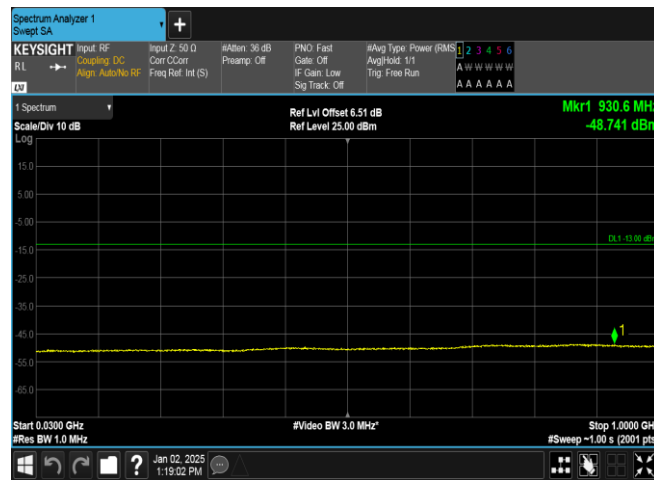 Spectrum Analyzer 1
Swept SA
KEYSIGHT
RL
LXI
Input: RF
Coupling: DC
Align: Auto/No RF
Input Z: 50 Ω
Corr CCorr
Freq Ref: Int (S)
#Atten: 36 dB
Preamp: Off
PNO: Fast
Gate: Off
IF Gain: Low
Sig Track: Off
#Avg Type: Power (RMS
Avg|Hold: 1/1
Trig: Free Run
1 2 3 4 5 6
A W W W W W
A A A A A A
1 Spectrum
Scale/Div 10 dB
Log
Ref Lvl Offset 6.51 dB
Ref Level 25.00 dBm
Mkr1 930.6 MHz
-48.741 dBm
15.0
5.00
-5.00
-15.0
-25.0
-35.0
-45.0
-55.0
-65.0
DL1 -13.00 dBm
1
Start 0.0300 GHz
#Res BW 1.0 MHz
#Video BW 3.0 MHz*
Stop 1.0000 GH
#Sweep ~1.00 s (2001 pts
?
Jan 02, 2025
1:19:02 PM